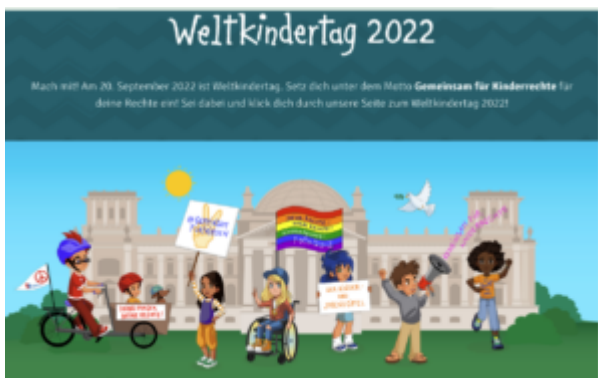 Weltkindertag 2022
Mach mit! Am 20. September 2022 ist Weltkindertag. Setz dich unter dem Motto Gemeinsam für Kinderrechte für
deine Rechte ein! Sei dabei und klick dich durch unsere Seite zum Weltkindertag 2022!